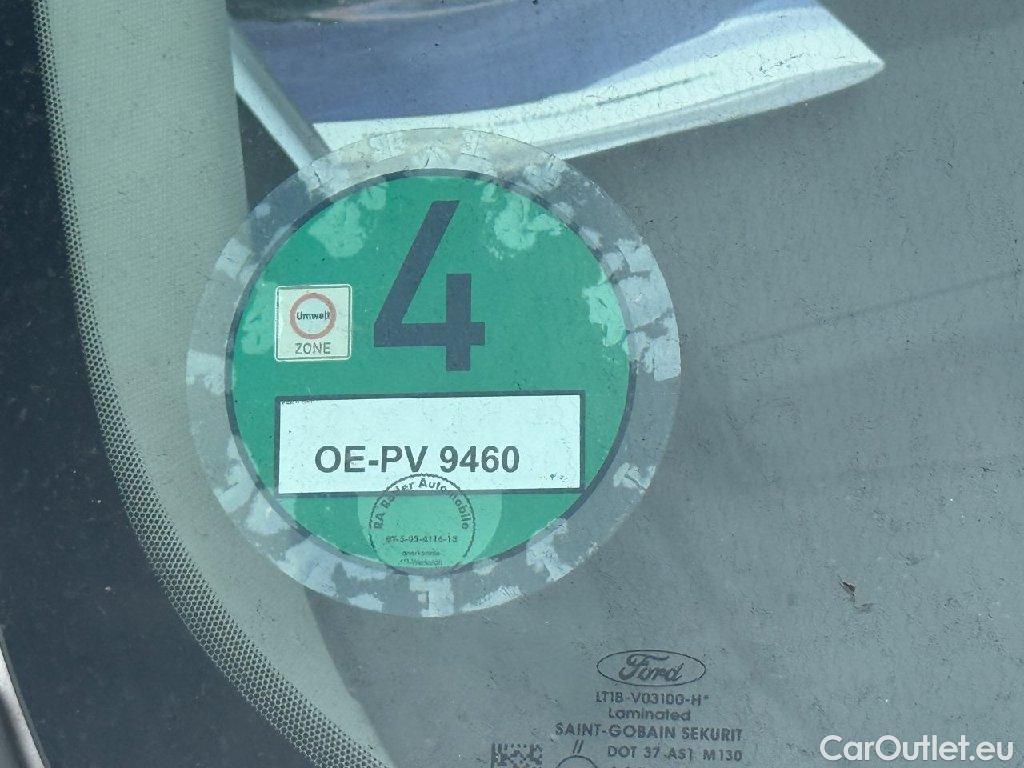 4
Umwelt
ZONE
OE-PV 9460
Ford
LT1B-V03100-H*
Laminated
SAINT-GOBAIN SEKURIT
DOT 37 AS1 M130
CarOutlet.eu